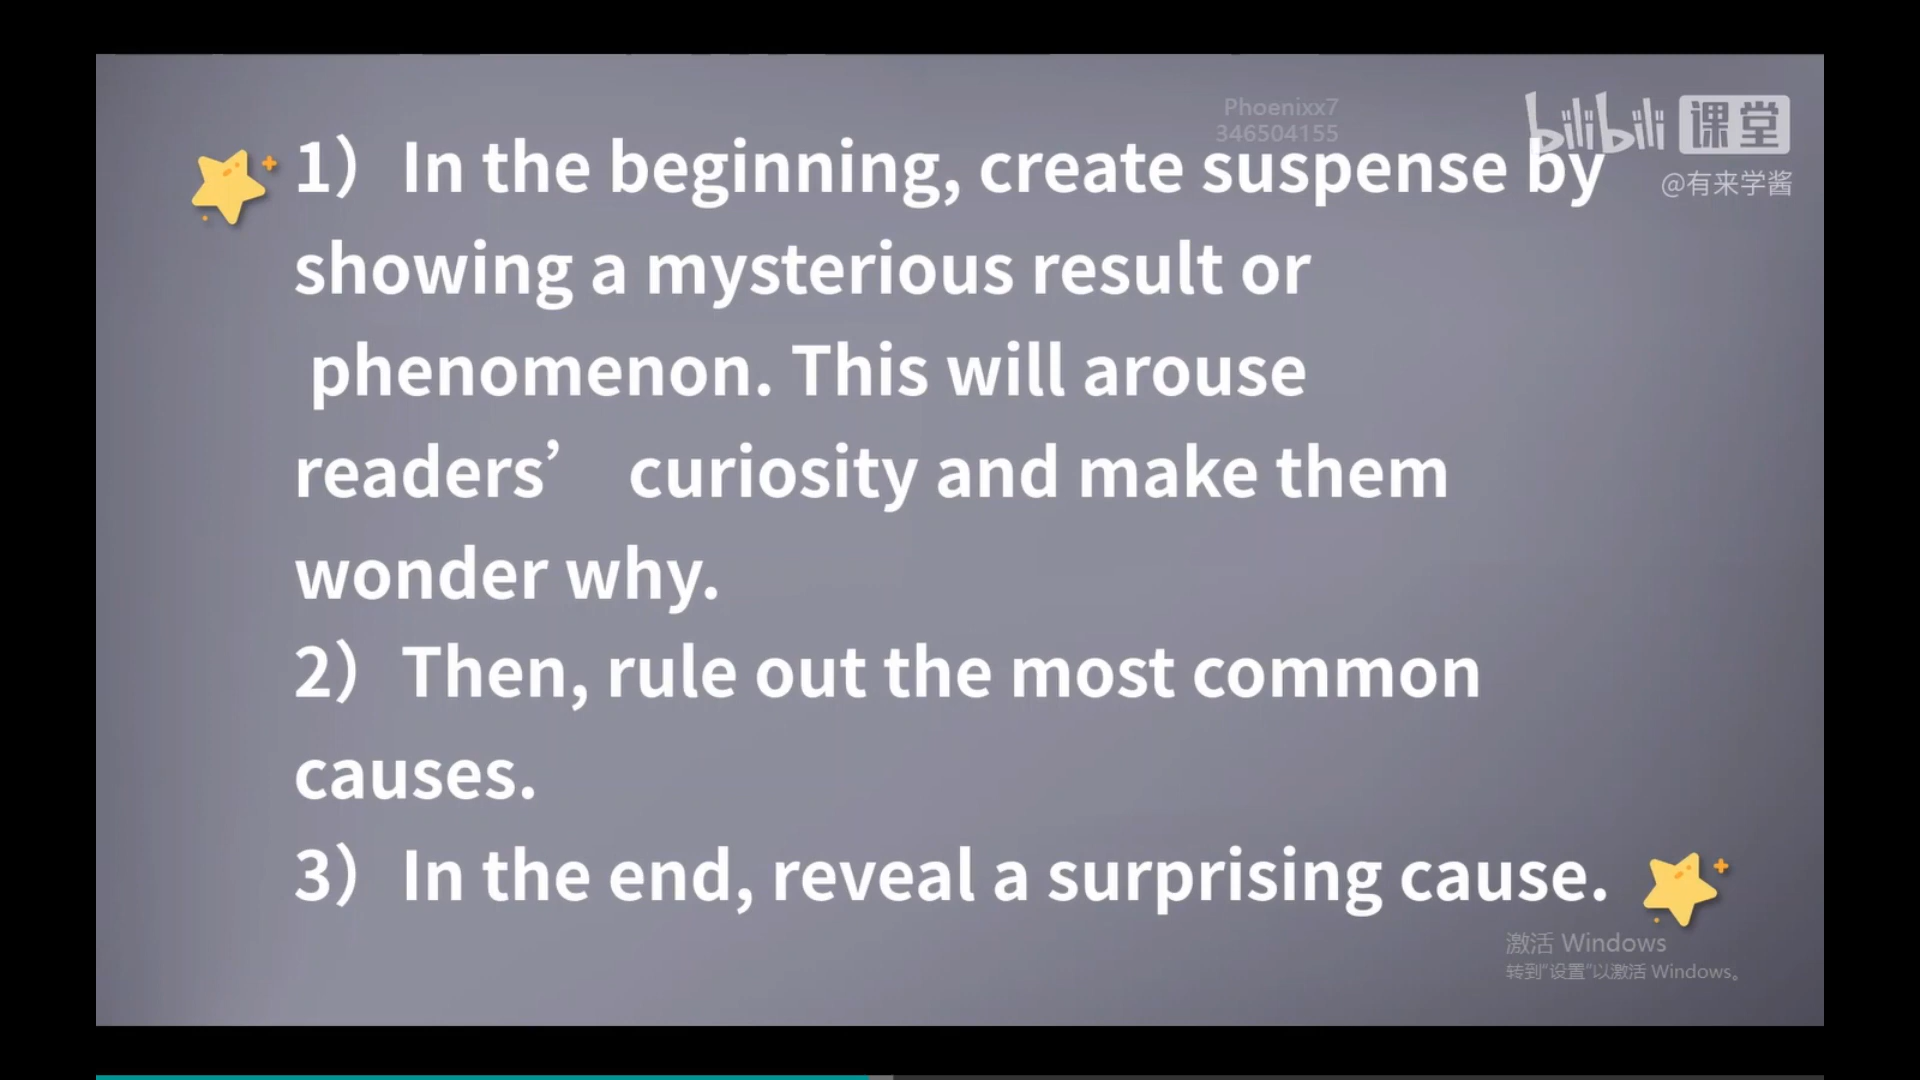 Phoenixx7
346504155
bilibili 课堂
@有来学酱
1） In the beginning, create suspense by
showing a mysterious result or
phenomenon. This will arouse
readers’ curiosity and make them
wonder why.
2） Then, rule out the most common
causes.
3） In the end, reveal a surprising cause.
激活 Windows
转到“设置”以激活 Windows。